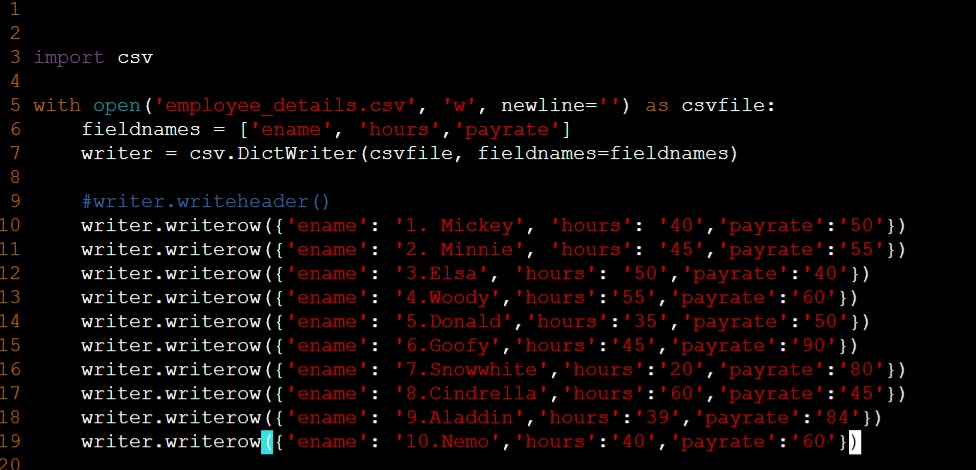 1
2
3 import csv
4
5 with open('employee_details.csv', 'w', newline='') as csvfile:
6     fieldnames = ['ename', 'hours','payrate']
7     writer = csv.DictWriter(csvfile, fieldnames=fieldnames)
8
9     #writer.writeheader()
10     writer.writerow({'ename': '1. Mickey', 'hours': '40','payrate':'50'})
11     writer.writerow({'ename': '2. Minnie', 'hours': '45','payrate':'55'})
12     writer.writerow({'ename': '3.Elsa', 'hours': '50','payrate':'40'})
13     writer.writerow({'ename': '4.Woody','hours':'55','payrate':'60'})
14     writer.writerow({'ename': '5.Donald','hours':'35','payrate':'50'})
15     writer.writerow({'ename': '6.Goofy','hours':'45','payrate':'90'})
16     writer.writerow({'ename': '7.Snowwhite','hours':'20','payrate':'80'})
17     writer.writerow({'ename': '8.Cindrella','hours':'60','payrate':'45'})
18     writer.writerow({'ename': '9.Aladdin','hours':'39','payrate':'84'})
19     writer.writerow({'ename': '10.Nemo','hours':'40','payrate':'60'})
20